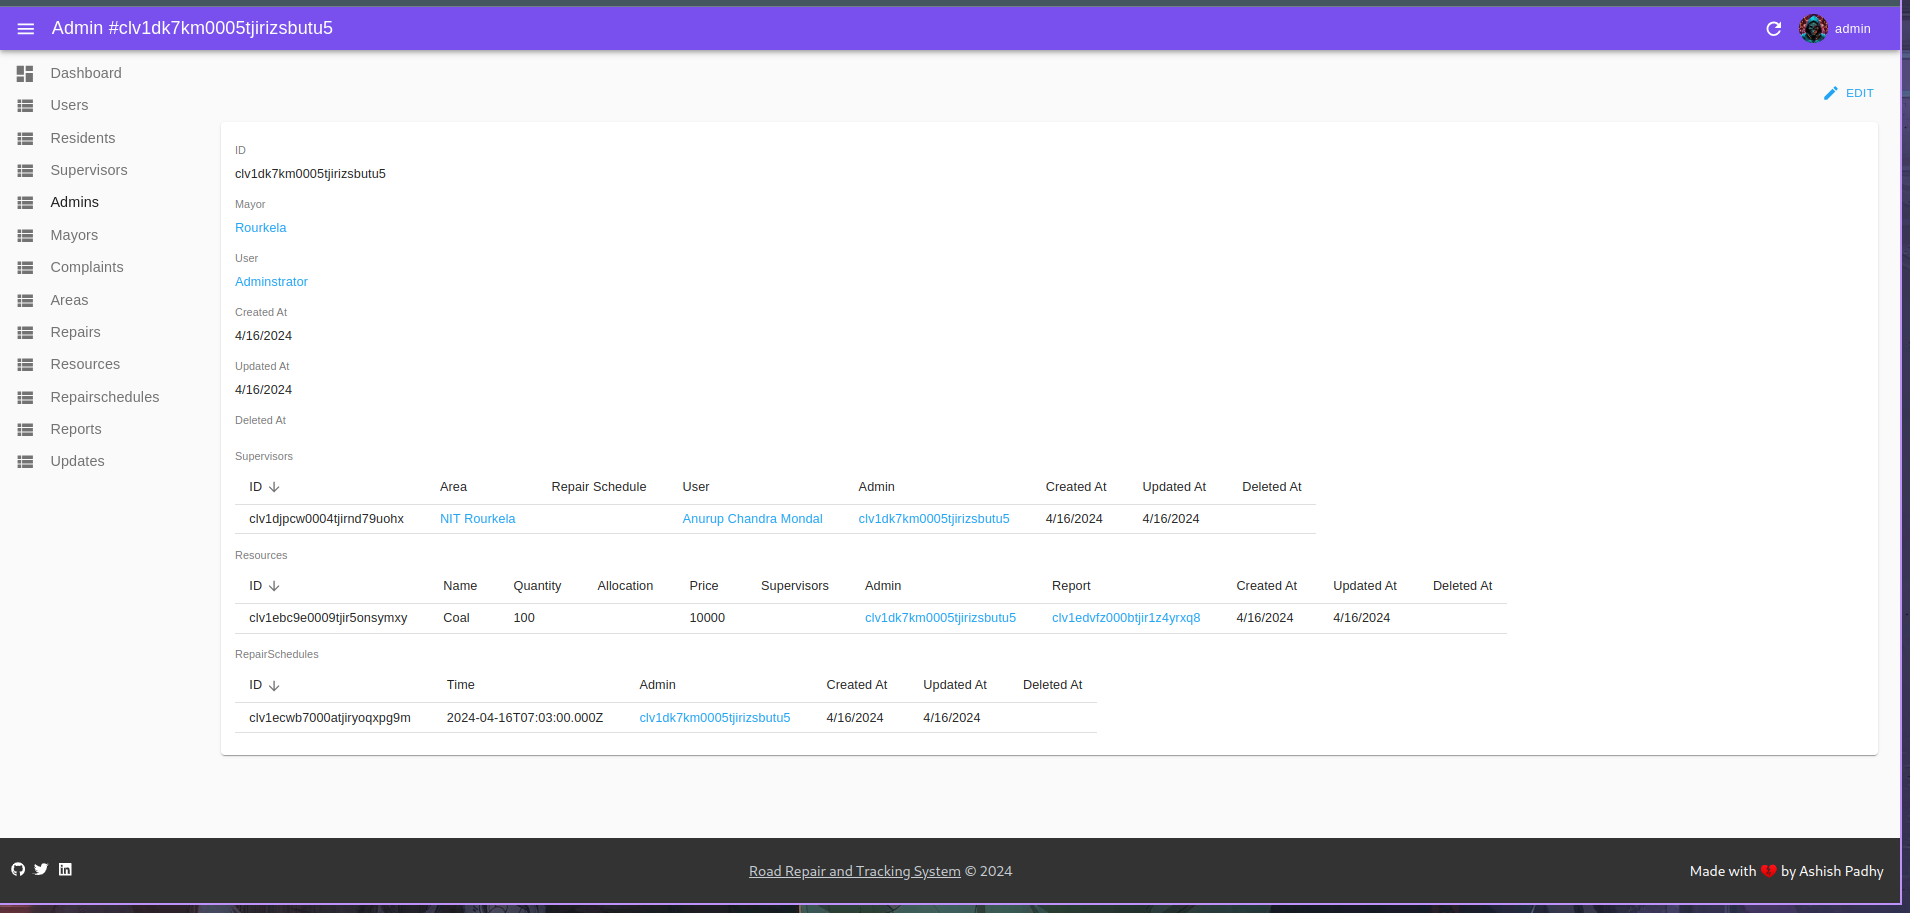 Admin #clv1dk7km0005tjirizsbutu5
admin
Dashboard
Users
Residents
Supervisors
Admins
Mayors
Complaints
Areas
Repairs
Resources
Repairschedules
Reports
Updates
EDIT
ID
clv1dk7km0005tjirizsbutu5
Mayor
Rourkela
User
Adminstrator
Created At
4/16/2024
Updated At
4/16/2024
Deleted At
Supervisors
ID Area Repair Schedule User Admin Created At Updated At Deleted At
clv1djpcw0004tjirnd79uohx NIT Rourkela Anurup Chandra Mondal clv1dk7km0005tjirizsbutu5 4/16/2024 4/16/2024
Resources
ID Name Quantity Allocation Price Supervisors Admin Report Created At Updated At Deleted At
clv1ebc9e0009tjir5onsymxy Coal 100 10000 clv1dk7km0005tjirizsbutu5 clv1edvfz000btjir1z4yrxq8 4/16/2024 4/16/2024
RepairSchedules
ID Time Admin Created At Updated At Deleted At
clv1ecwb7000atjiryoqxpg9m 2024-04-16T07:03:00.000Z clv1dk7km0005tjirizsbutu5 4/16/2024 4/16/2024
Road Repair and Tracking System © 2024
Made with 💔 by Ashish Padhy